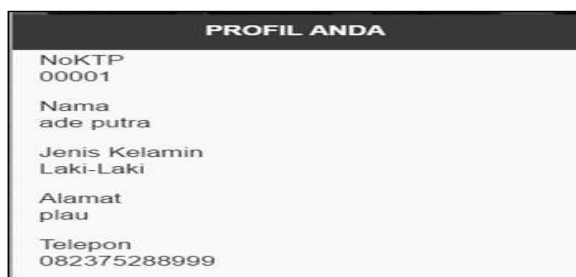 PROFIL ANDA
NoKTP
00001
Nama
ade putra
Jenis Kelamin
Laki-Laki
Alamat
plau
Telepon
082375288999